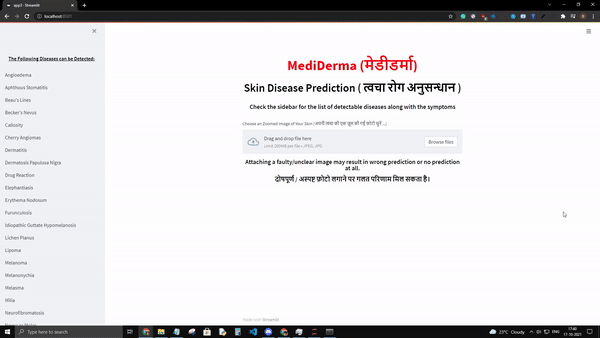 app3 · Streamlit
localhost:8501
The Following Diseases can be Detected:
Angioedema
Aphthous Stomatitis
Beau's Lines
Becker's Nevus
Callosity
Cherry Angiomas
Dermatitis
Dermatosis Papulosa Nigra
Drug Reaction
Elephantiasis
Erythema Nodosum
Furunculosis
Idiopathic Guttate Hypomelanosis
Lichen Planus
Lipoma
Melanoma
Melanonychia
Melasma
Milia
Neurofibromatosis
MediDerma (मेडीडर्मा)
Skin Disease Prediction ( त्वचा रोग अनुसन्धान )
Check the sidebar for the list of detectable diseases along with the symptoms
Choose an Zoomed Image of Your Skin (अपनी त्वचा की एक ज़ूम की गई फ़ोटो चुनें ...)
Drag and drop file here
Limit 200MB per file • JPEG, JPG
Browse files
Attaching a faulty/unclear image may result in wrong prediction or no prediction
at all.
दोषपूर्ण / अस्पष्ट फ़ोटो लगाने पर गलत परिणाम मिल सकता है।
Made with Streamlit
Type here to search
23°C Cloudy
ENG
17:40
17-10-2021